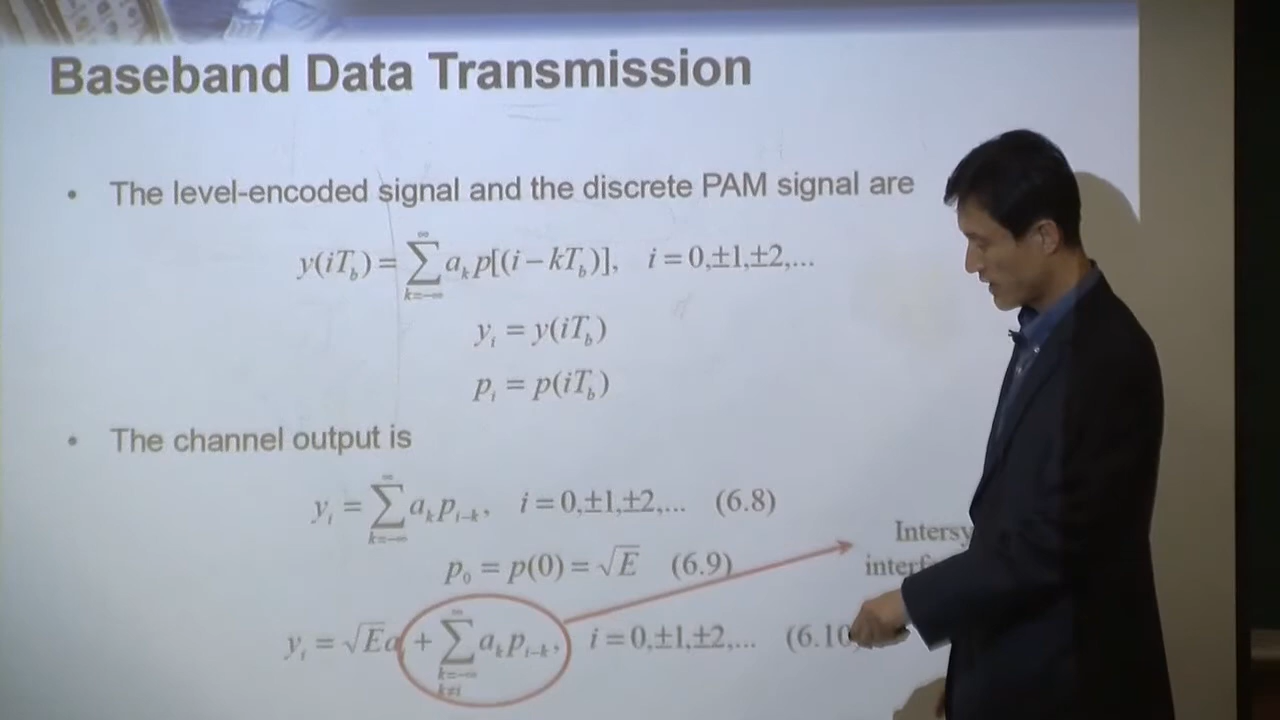 Baseband Data Transmission
• The level-encoded signal and the discrete PAM signal are
y(iT_b) = ∑_{k=-∞}^{∞} a_k p[(i − kT_b)], i = 0,±1,±2,...
y_i = y(iT_b)
p_i = p(iT_b)
• The channel output is
y_i = ∑_{k=-∞}^{∞} a_k p_{i-k}, i = 0,±1,±2,... (6.8)
p_0 = p(0) = √E (6.9)
y_i = √E a + ∑_{k=-∞, k≠i}^{∞} a_k p_{i-k}, i = 0,±1,±2,... (6.10